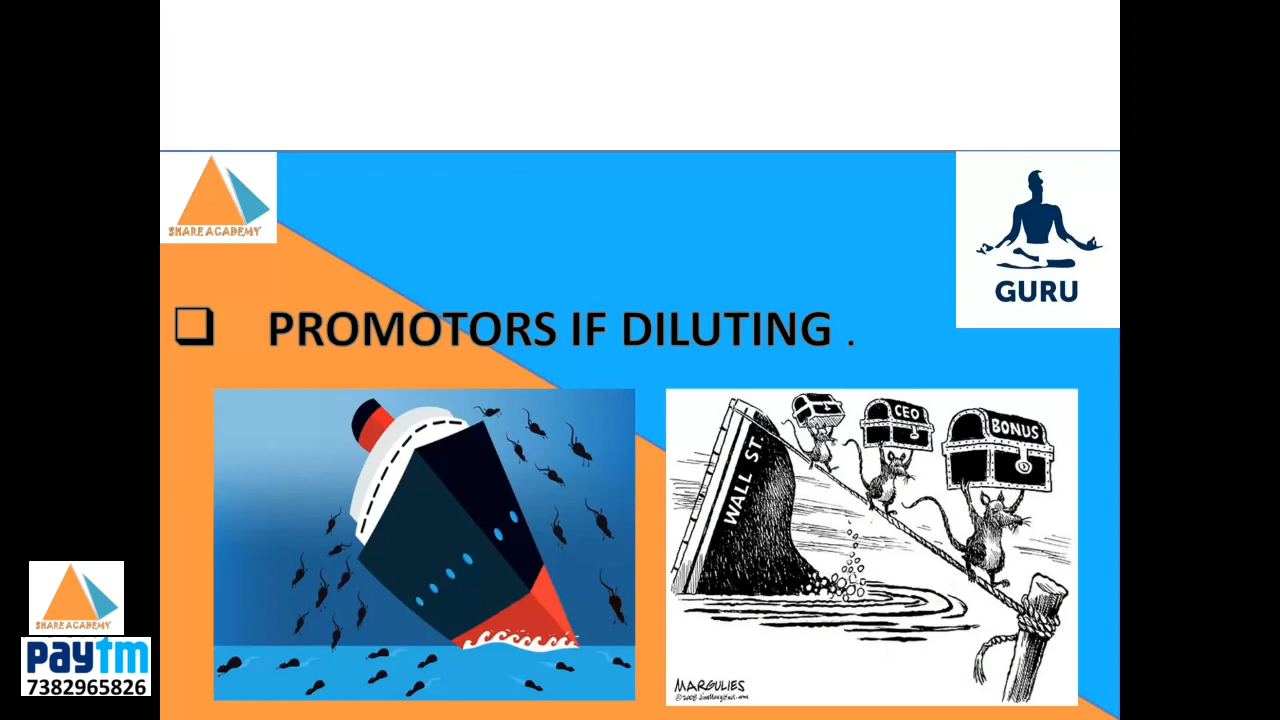 SHARE ACADEMY
GURU
❑ PROMOTORS IF DILUTING .
WALL ST.
CEO
BONUS
MARGULIES
SHARE ACADEMY
paytm
7382965826